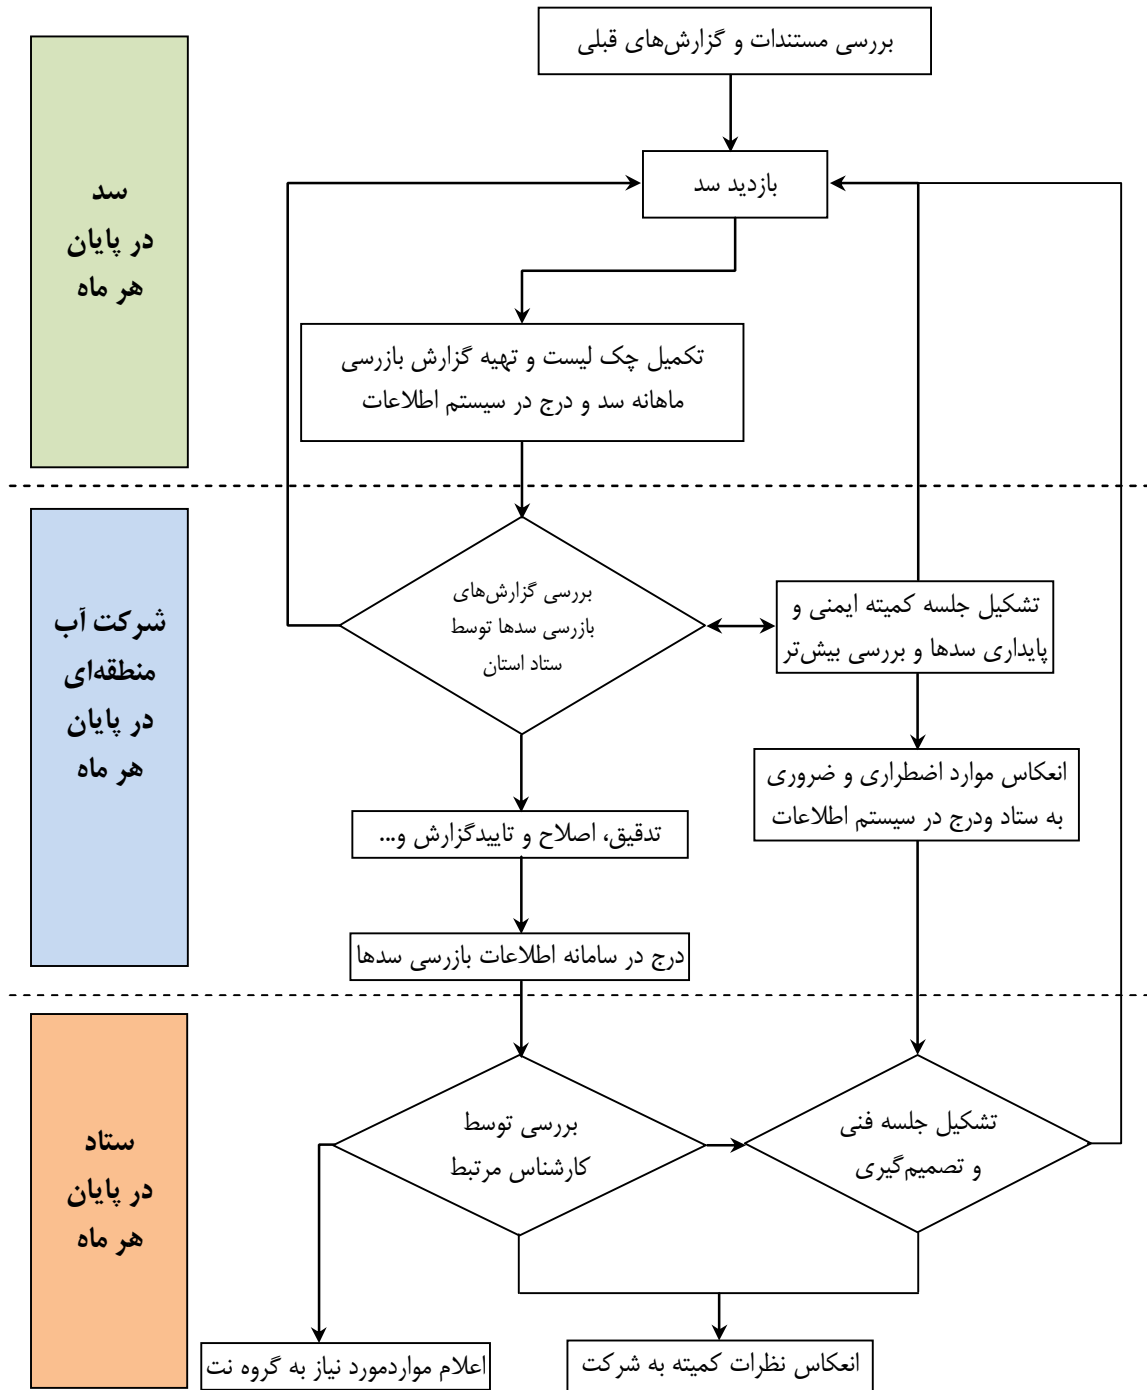 بررسی مستندات و گزارش‌های قبلی
سد
در پایان
هر ماه
بازدید سد
تکمیل چک لیست و تهیه گزارش بازرسی
ماهانه سد و درج در سیستم اطلاعات
شرکت آب
منطقه‌ای
در پایان
هر ماه
بررسی گزارش‌های
بازرسی سدها توسط
ستاد استان
تشکیل جلسه کمیته ایمنی و
پایداری سدها و بررسی بیش‌تر
انعکاس موارد اضطراری و ضروری
به ستاد ودرج در سیستم اطلاعات
تدقیق، اصلاح و تاییدگزارش و...
درج در سامانه اطلاعات بازرسی سدها
ستاد
در پایان
هر ماه
بررسی توسط
کارشناس مرتبط
تشکیل جلسه فنی
و تصمیم‌گیری
انعکاس نظرات کمیته به شرکت
اعلام مواردمورد نیاز به گروه نت